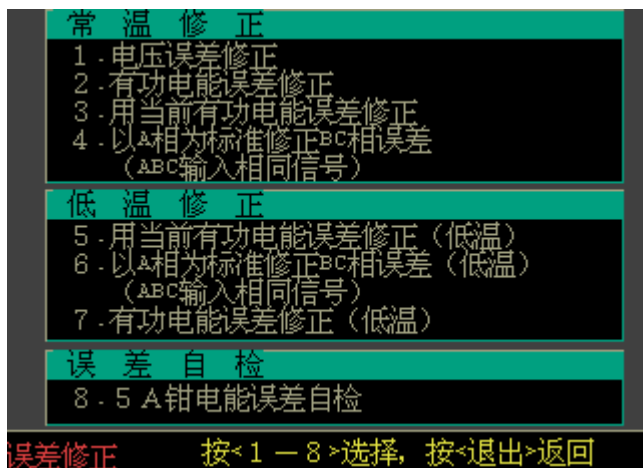 常温修正
1.电压误差修正
2.有功电能误差修正
3.用当前有功电能误差修正
4.以A相为标准修正BC相误差
(ABC输入相同信号)
低温修正
5.用当前有功电能误差修正(低温)
6.以A相为标准修正BC相误差(低温)
(ABC输入相同信号)
7.有功电能误差修正(低温)
误差自检
8.5A钳电能误差自检
误差修正 按<1-8>选择,按<退出>返回